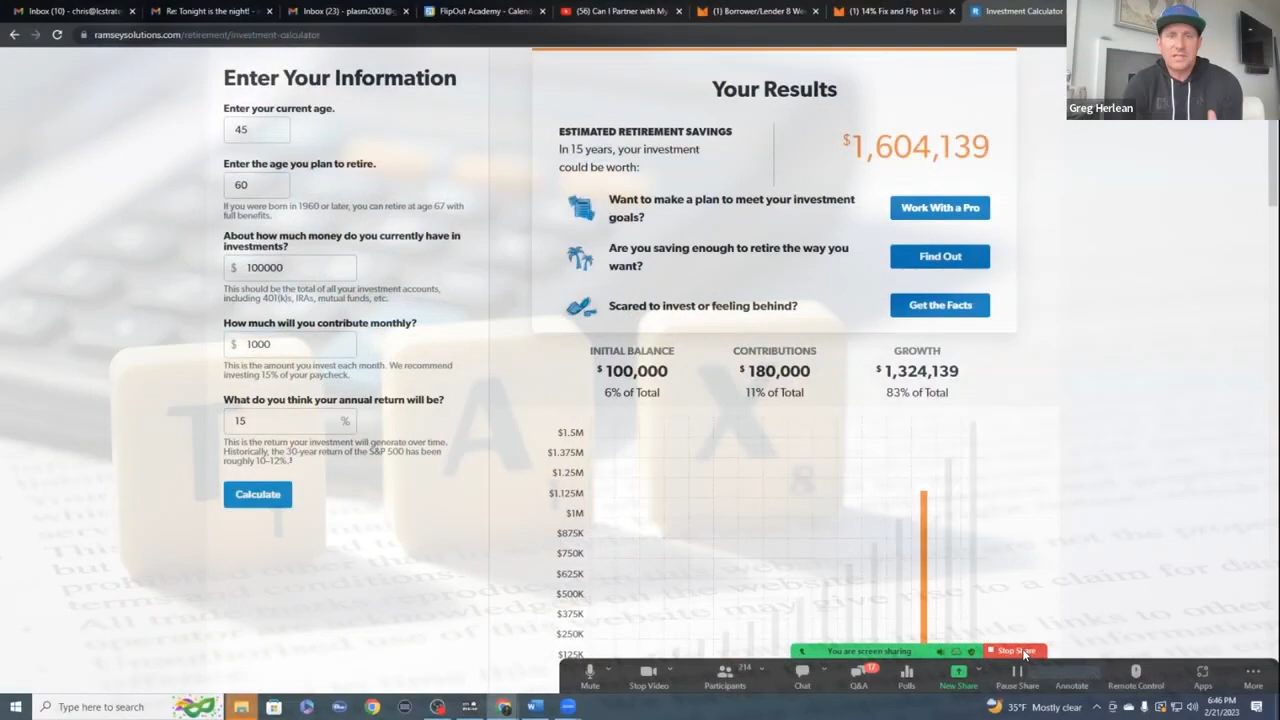 Inbox (10) - chris@lcstrate
Re: Tonight is the night! -
Inbox (23) - plasm2003@g
FlipOut Academy - Calend
(56) Can I Partner with My
(1) Borrower/Lender 8 We
(1) 14% Fix and Flip 1st Lie
Investment Calculator
ramseysolutions.com/retirement/investment-calculator
Greg Herlean
Enter Your Information
Enter your current age.
45
Enter the age you plan to retire.
60
If you were born in 1960 or later, you can retire at age 67 with
full benefits.
About how much money do you currently have in
investments?
$ 100000
This should be the total of all your investment accounts,
including 401(k)s, IRAs, mutual funds, etc.
How much will you contribute monthly?
$ 1000
This is the amount you invest each month. We recommend
investing 15% of your paycheck.
What do you think your annual return will be?
15 %
This is the return your investment will generate over time.
Historically, the 30-year return of the S&P 500 has been
roughly 10-12%.¹
Calculate
Your Results
ESTIMATED RETIREMENT SAVINGS
In 15 years, your investment
could be worth:
$1,604,139
Want to make a plan to meet your investment
goals?
Work With a Pro
Are you saving enough to retire the way you
want?
Find Out
Scared to invest or feeling behind?
Get the Facts
INITIAL BALANCE
$100,000
6% of Total
CONTRIBUTIONS
$180,000
11% of Total
GROWTH
$1,324,139
83% of Total
$1.5M
$1.375M
$1.25M
$1.125M
$1M
$875K
$750K
$625K
$500K
$375K
$250K
$125K
T A X
1 1 8
You are screen sharing
Stop Share
Mute
Stop Video
214
Participants
Chat
17
Q&A
Polls
New Share
Pause Share
Annotate
Remote Control
Apps
More
Type here to search
35°F Mostly clear
6:46 PM
2/21/2023